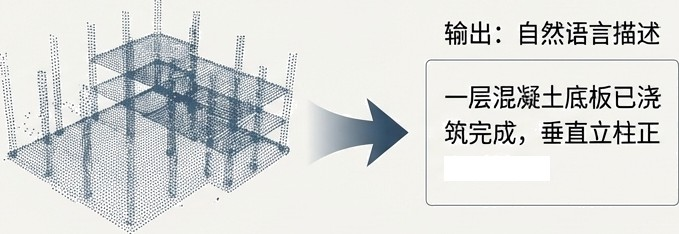 输出：自然语言描述
一层混凝土底板已浇
筑完成，垂直立柱正